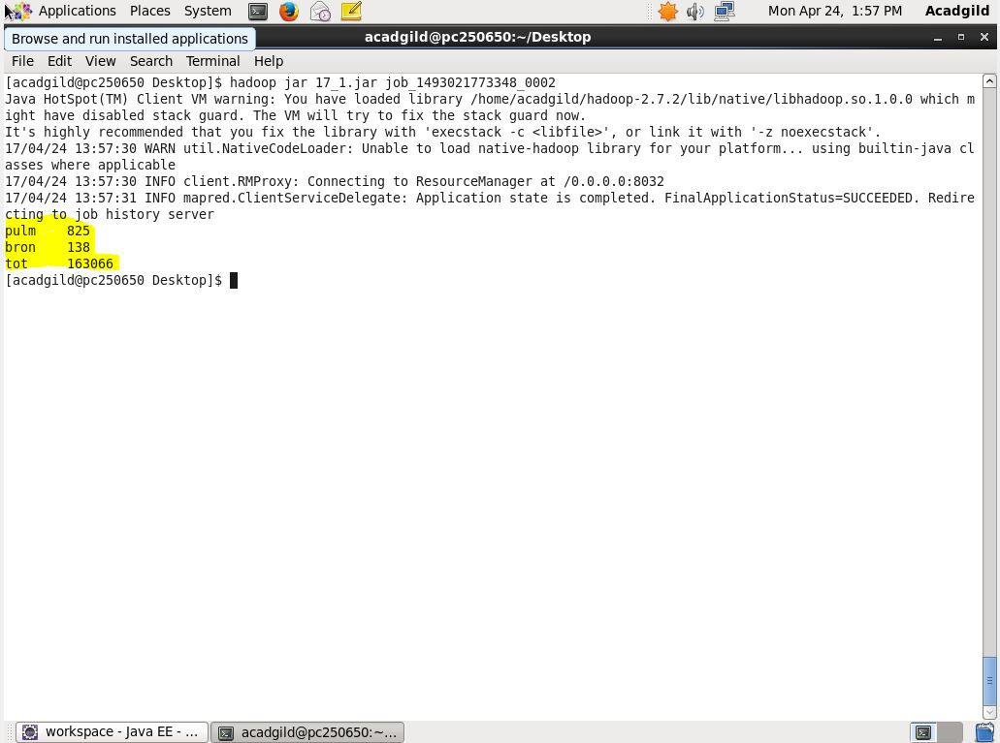 Applications Places System Mon Apr 24, 1:57 PM Acadgild
Browse and run installed applications
acadgild@pc250650:~/Desktop
File Edit View Search Terminal Help
[acadgild@pc250650 Desktop]$ hadoop jar 17_1.jar job_1493021773348_0002
Java HotSpot(TM) Client VM warning: You have loaded library /home/acadgild/hadoop-2.7.2/lib/native/libhadoop.so.1.0.0 which m
ight have disabled stack guard. The VM will try to fix the stack guard now.
It's highly recommended that you fix the library with 'execstack -c <libfile>', or link it with '-z noexecstack'.
17/04/24 13:57:30 WARN util.NativeCodeLoader: Unable to load native-hadoop library for your platform... using builtin-java cl
asses where applicable
17/04/24 13:57:30 INFO client.RMProxy: Connecting to ResourceManager at /0.0.0.0:8032
17/04/24 13:57:31 INFO mapred.ClientServiceDelegate: Application state is completed. FinalApplicationStatus=SUCCEEDED. Redire
cting to job history server
pulm 825
bron 138
tot 163066
[acadgild@pc250650 Desktop]$
workspace - Java EE - ... acadgild@pc250650:~...